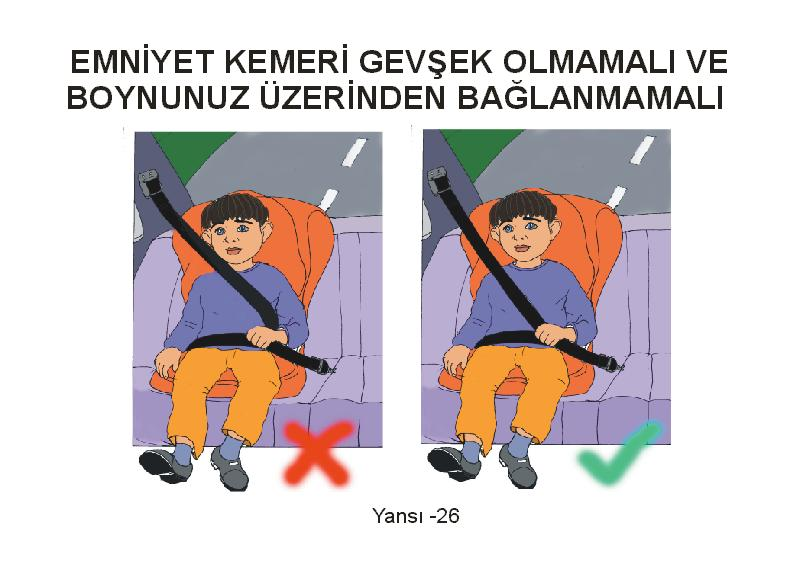 EMNİYET KEMERİ GEVŞEK OLMAMALI VE
BOYNUNUZ ÜZERİNDEN BAĞLANMAMALI
Yansı -26